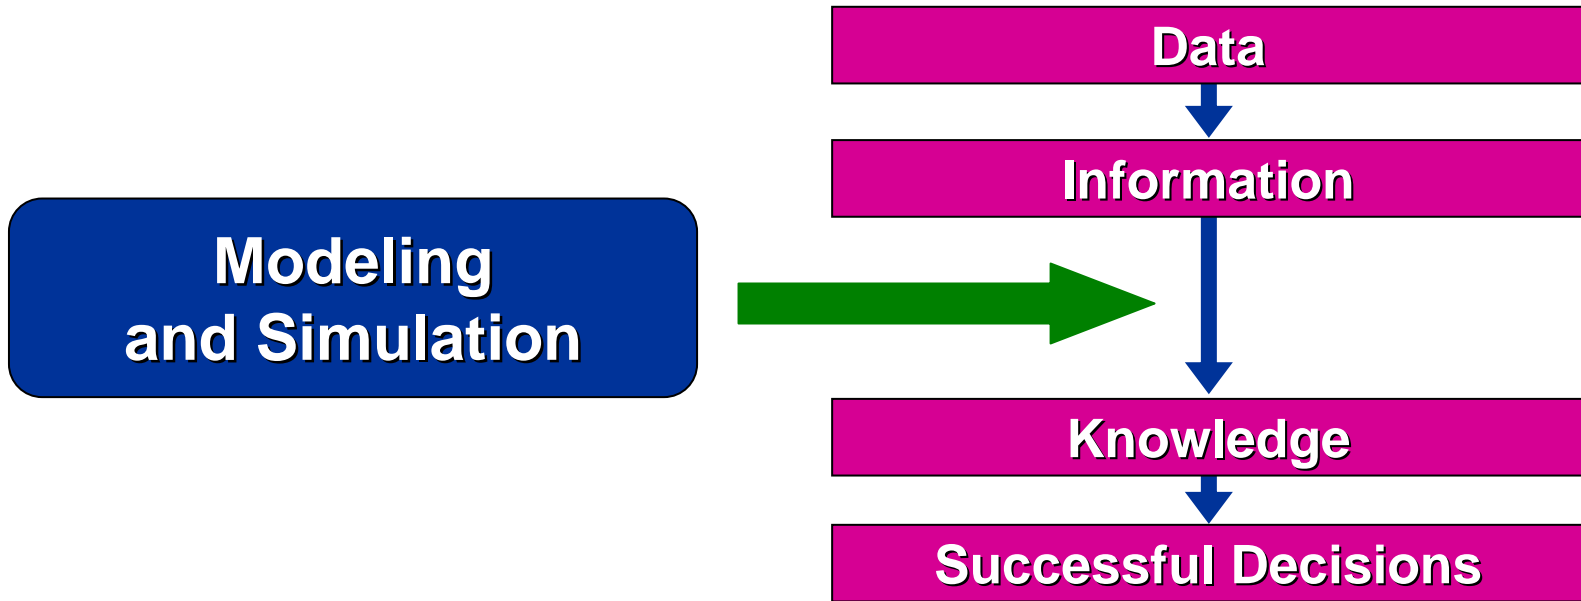 Data
Information
Modeling
and Simulation
Knowledge
Successful Decisions